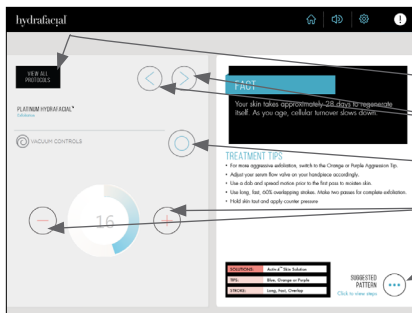 hydrafacial
VIEW ALL
PROTOCOLS
PLATINUM HYDRAFACIAL®
VACUUM CONTROLS
16
FACT
Your skin takes approximately 28 days to regenerate
itself. As you age, cellular turnover slows down.
TREATMENT TIPS
• For more aggressive exfoliation, switch to the Orange or Purple Aggression Tip.
• Adjust your serum flow valve on your handpiece accordingly.
• Use a dab and spread motion prior to the first pass to moisten skin.
• Use long, fast, 60% overlapping strokes. Make two passes for complete exfoliation.
• Hold skin taut and apply counter pressure
SOLUTIONS: Activ-4™ Skin Solution
TIPS: Blue, Orange or Purple
STROKE: Long, Fast, Overlap
SUGGESTED
PATTERN
Click to view steps